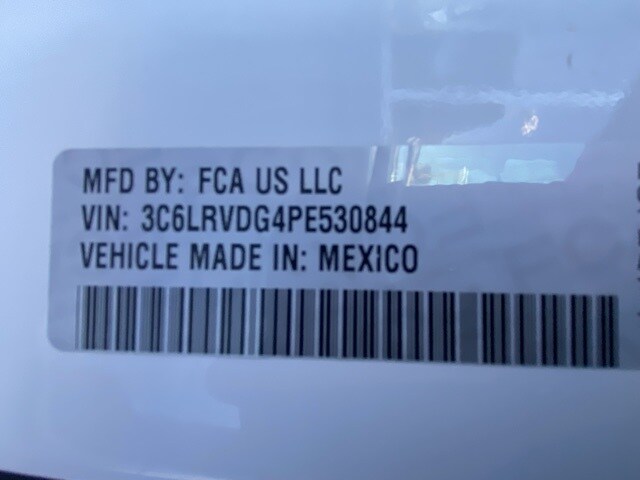 MFD BY: FCA US LLC
VIN: 3C6LRVDG4PE530844
VEHICLE MADE IN: MEXICO